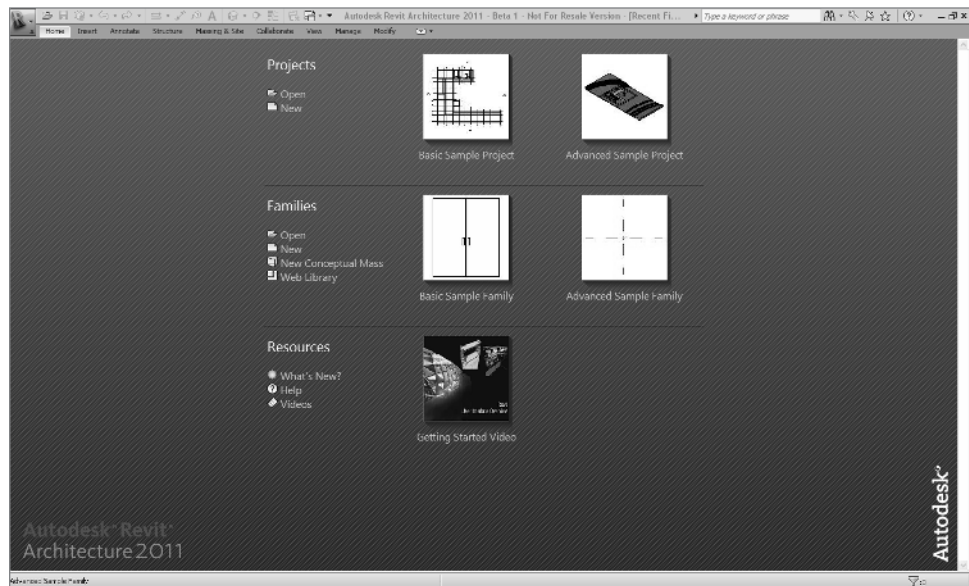 Autodesk Revit Architecture 2011 - Beta 1 - Not For Resale Version - [Recent Fi... Type a keyword or phrase
Home Insert Annotate Structure Massing & Site Collaborate View Manage Modify
Projects
Open
New
Basic Sample Project Advanced Sample Project
Families
Open
New
New Conceptual Mass
Web Library
Basic Sample Family Advanced Sample Family
Resources
What's New?
Help
Videos
Getting Started Video
Autodesk
Autodesk Revit
Architecture 2011
Advanced Sample Family